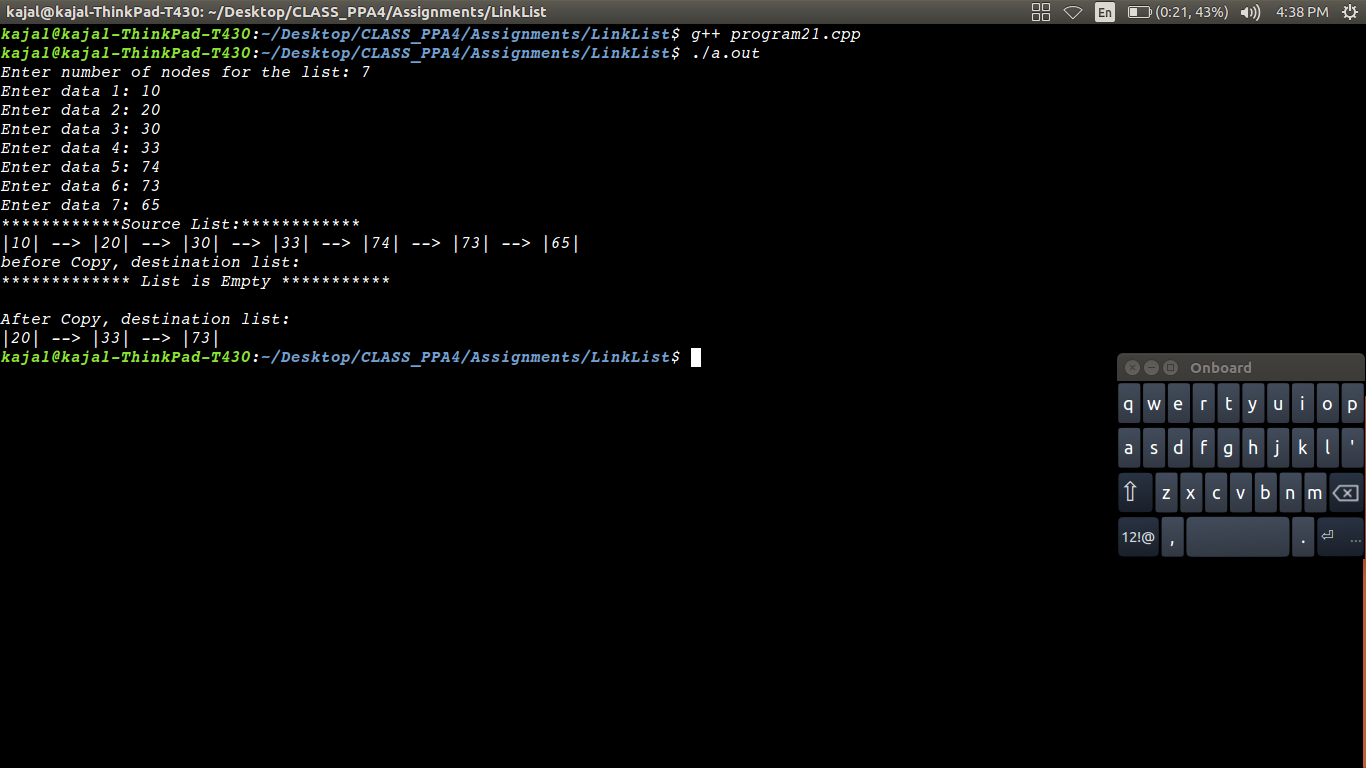 kajal@kajal-ThinkPad-T430: ~/Desktop/CLASS_PPA4/Assignments/LinkList
En (0:21, 43%) 4:38 PM
kajal@kajal-ThinkPad-T430:~/Desktop/CLASS_PPA4/Assignments/LinkList$ g++ program21.cpp
kajal@kajal-ThinkPad-T430:~/Desktop/CLASS_PPA4/Assignments/LinkList$ ./a.out
Enter number of nodes for the list: 7
Enter data 1: 10
Enter data 2: 20
Enter data 3: 30
Enter data 4: 33
Enter data 5: 74
Enter data 6: 73
Enter data 7: 65
************Source List:************
|10| --> |20| --> |30| --> |33| --> |74| --> |73| --> |65|
before Copy, destination list:
************* List is Empty ***********
After Copy, destination list:
|20| --> |33| --> |73|
kajal@kajal-ThinkPad-T430:~/Desktop/CLASS_PPA4/Assignments/LinkList$
Onboard
q w e r t y u i o p
a s d f g h j k l '
⇧ z x c v b n m ⌫
12!@ , . ⏎ ...